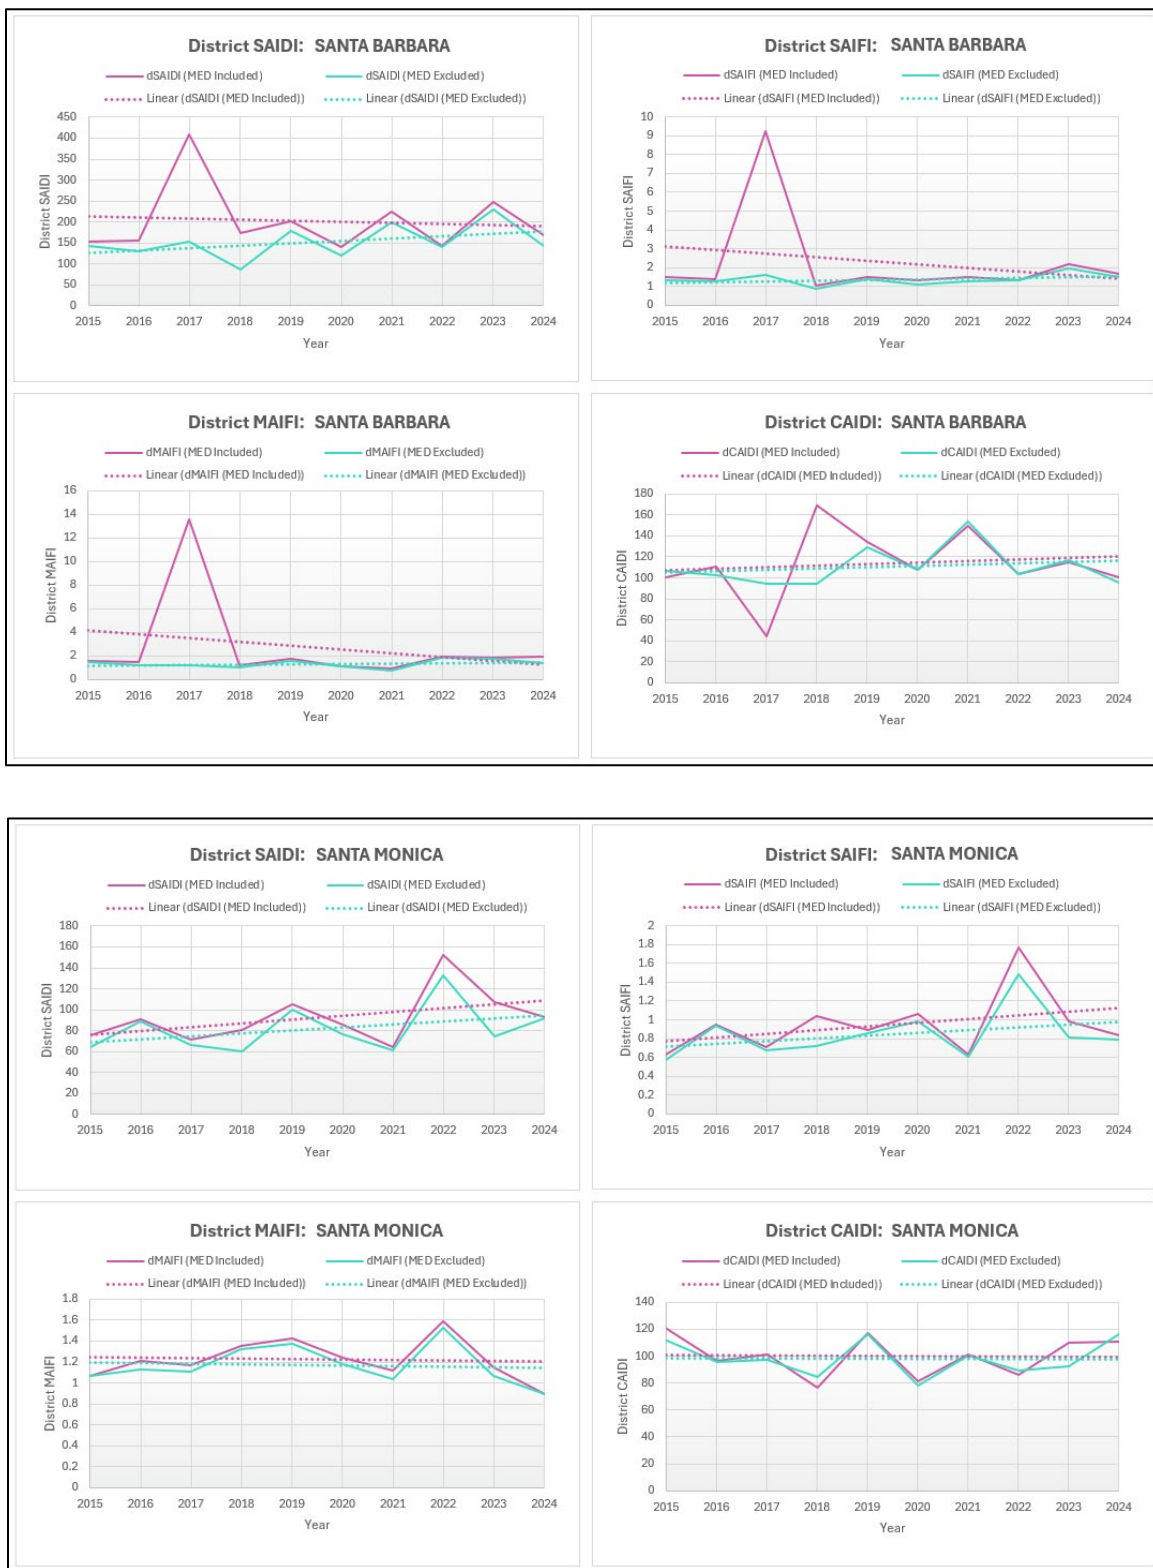 District SAIDI: SANTA BARBARA
dSAIDI (MED Included)
dSAIDI (MED Excluded)
Linear (dSAIDI (MED Included))
Linear (dSAIDI (MED Excluded))
450
400
350
300
250
200
150
100
50
0
District SAIDI
2015 2016 2017 2018 2019 2020 2021 2022 2023 2024
Year
District SAIFI: SANTA BARBARA
dSAIFI (MED Included)
dSAIFI (MED Excluded)
Linear (dSAIFI (MED Included))
Linear (dSAIFI (MED Excluded))
10
9
8
7
6
5
4
3
2
1
0
District SAIFI
2015 2016 2017 2018 2019 2020 2021 2022 2023 2024
Year
District MAIFI: SANTA BARBARA
dMAIFI (MED Included)
dMAIFI (MED Excluded)
Linear (dMAIFI (MED Included))
Linear (dMAIFI (MED Excluded))
16
14
12
10
8
6
4
2
0
District MAIFI
2015 2016 2017 2018 2019 2020 2021 2022 2023 2024
Year
District CAIDI: SANTA BARBARA
dCAIDI (MED Included)
dCAIDI (MED Excluded)
Linear (dCAIDI (MED Included))
Linear (dCAIDI (MED Excluded))
180
160
140
120
100
80
60
40
20
0
District CAIDI
2015 2016 2017 2018 2019 2020 2021 2022 2023 2024
Year
District SAIDI: SANTA MONICA
dSAIDI (MED Included)
dSAIDI (MED Excluded)
Linear (dSAIDI (MED Included))
Linear (dSAIDI (MED Excluded))
180
160
140
120
100
80
60
40
20
0
District SAIDI
2015 2016 2017 2018 2019 2020 2021 2022 2023 2024
Year
District SAIFI: SANTA MONICA
dSAIFI (MED Included)
dSAIFI (MED Excluded)
Linear (dSAIFI (MED Included))
Linear (dSAIFI (MED Excluded))
2
1.8
1.6
1.4
1.2
1
0.8
0.6
0.4
0.2
0
District SAIFI
2015 2016 2017 2018 2019 2020 2021 2022 2023 2024
Year
District MAIFI: SANTA MONICA
dMAIFI (MED Included)
dMAIFI (MED Excluded)
Linear (dMAIFI (MED Included))
Linear (dMAIFI (MED Excluded))
1.8
1.6
1.4
1.2
1
0.8
0.6
0.4
0.2
0
District MAIFI
2015 2016 2017 2018 2019 2020 2021 2022 2023 2024
Year
District CAIDI: SANTA MONICA
dCAIDI (MED Included)
dCAIDI (MED Excluded)
Linear (dCAIDI (MED Included))
Linear (dCAIDI (MED Excluded))
140
120
100
80
60
40
20
0
District CAIDI
2015 2016 2017 2018 2019 2020 2021 2022 2023 2024
Year